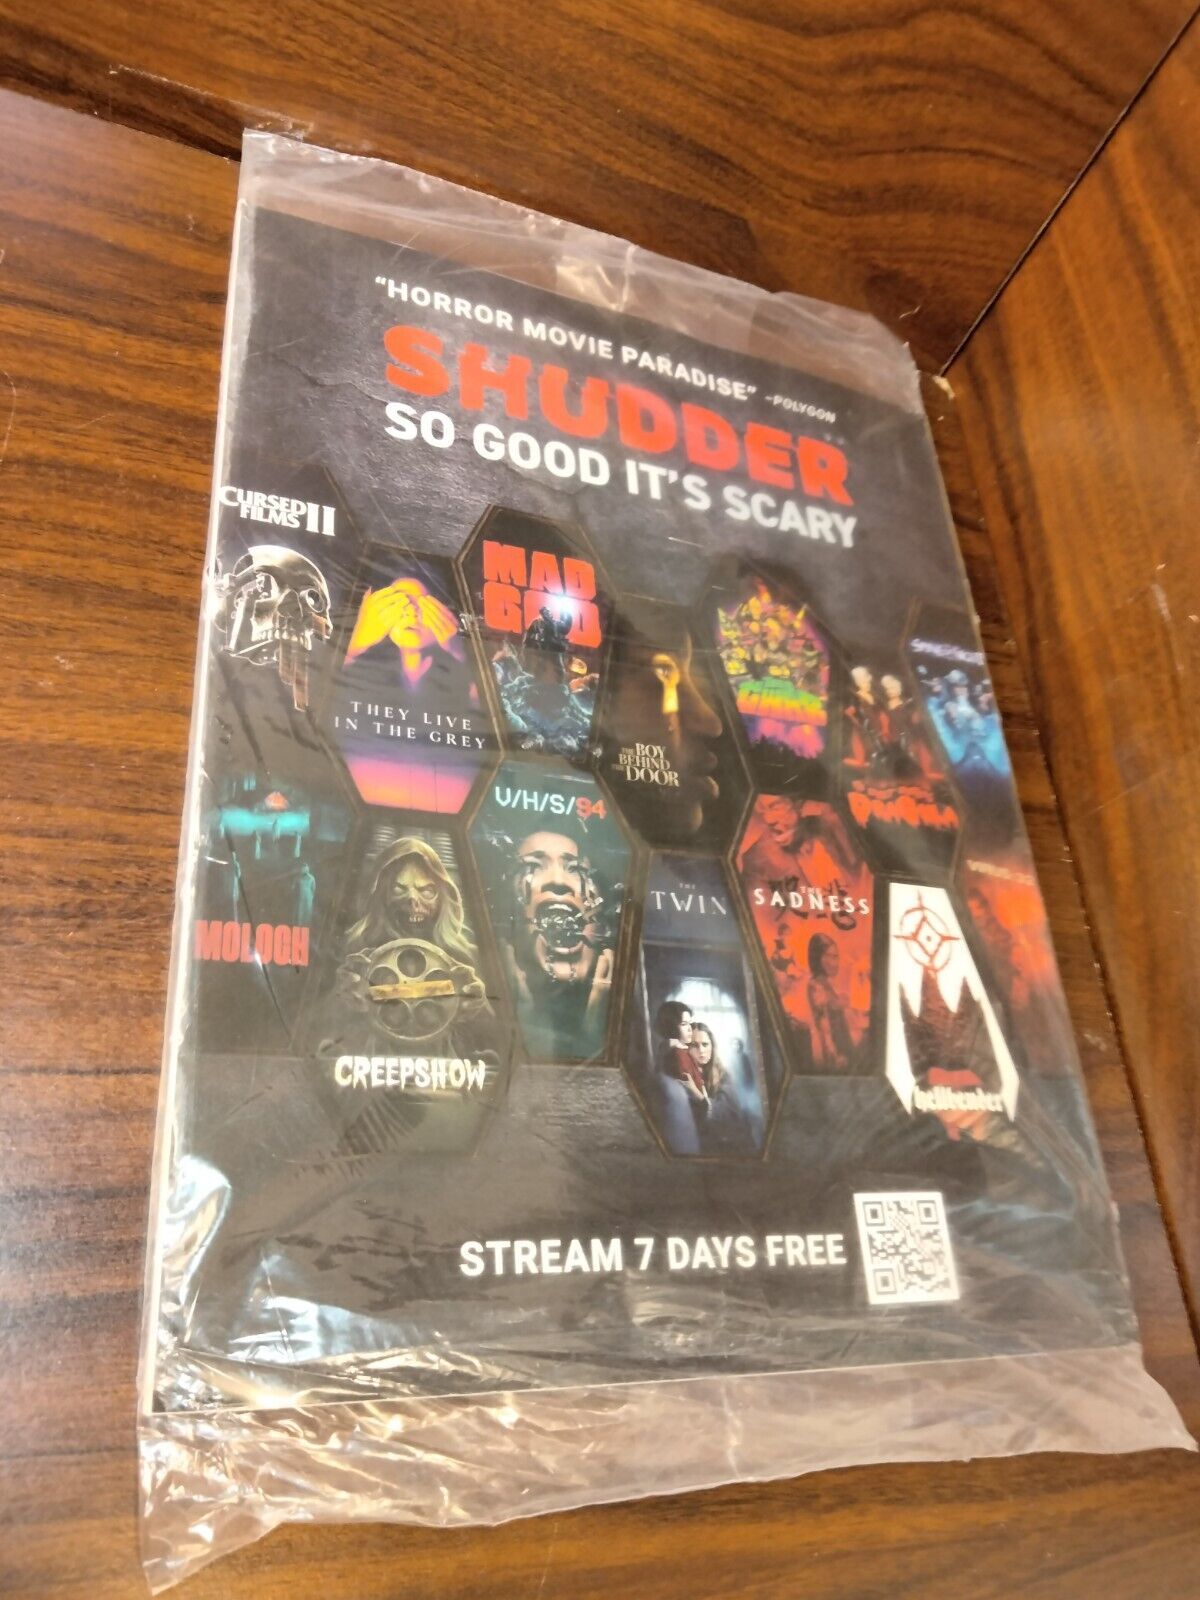 "HORROR MOVIE PARADISE" -POLYGON
SHUDDER
SO GOOD IT'S SCARY
CURSED
FILMS II
MAD
GOD
THEY LIVE
IN THE GREY
THE BOY
BEHIND
THE DOOR
V/H/S/94
THE
TWIN
THE
SADNESS
MOLOCH
CREEPSHOW
hellbender
STREAM 7 DAYS FREE